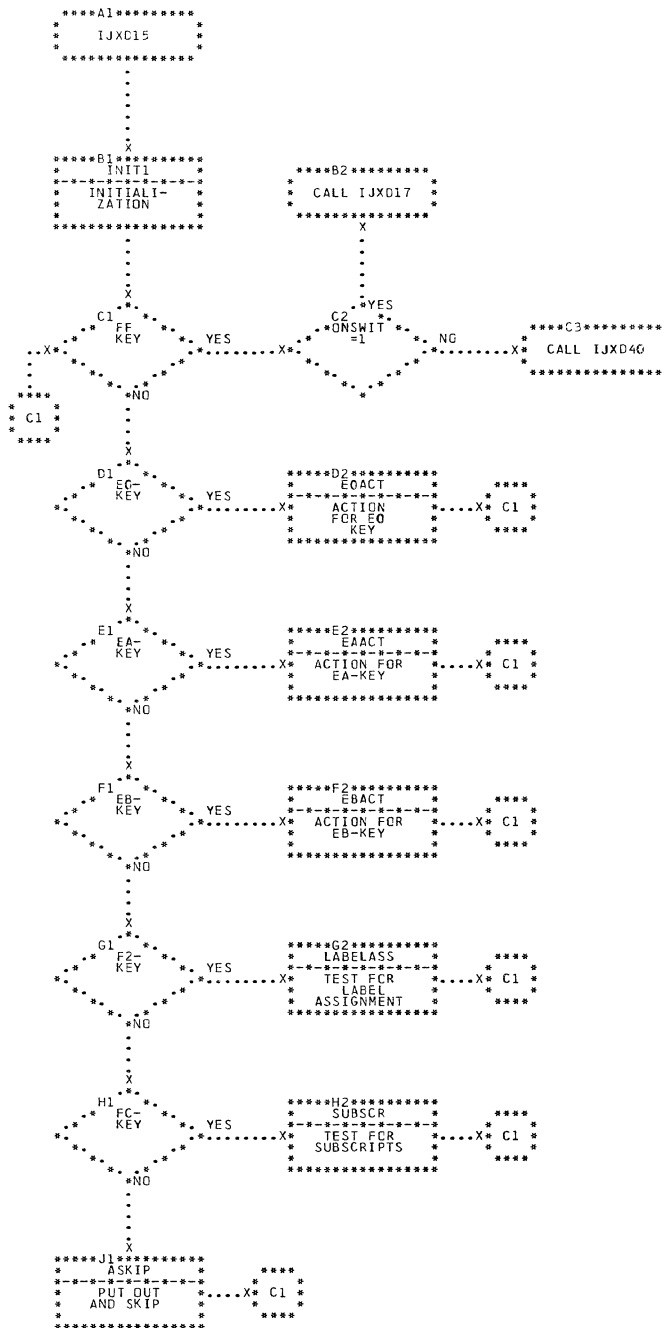 A1
IJXD15
B1
INIT1
INITIALI-
ZATION
B2
CALL IJXD17
C1
FF
KEY
YES
X
NO
C1
C2
ONSWIT
=1
YES
NO
C3
CALL IJXD40
D1
EO-
KEY
YES
NO
D2
EOACT
ACTION
FOR EO
KEY
C1
E1
EA-
KEY
YES
NO
E2
EAACT
ACTION FOR
EA-KEY
C1
F1
EB-
KEY
YES
NO
F2
EBACT
ACTION FOR
EB-KEY
C1
G1
F2-
KEY
YES
NO
G2
LABELASS
TEST FOR
LABEL
ASSIGNMENT
C1
H1
FC-
KEY
YES
NO
H2
SUBSCR
TEST FOR
SUBSCRIPTS
C1
J1
ASKIP
PUT OUT
AND SKIP
C1